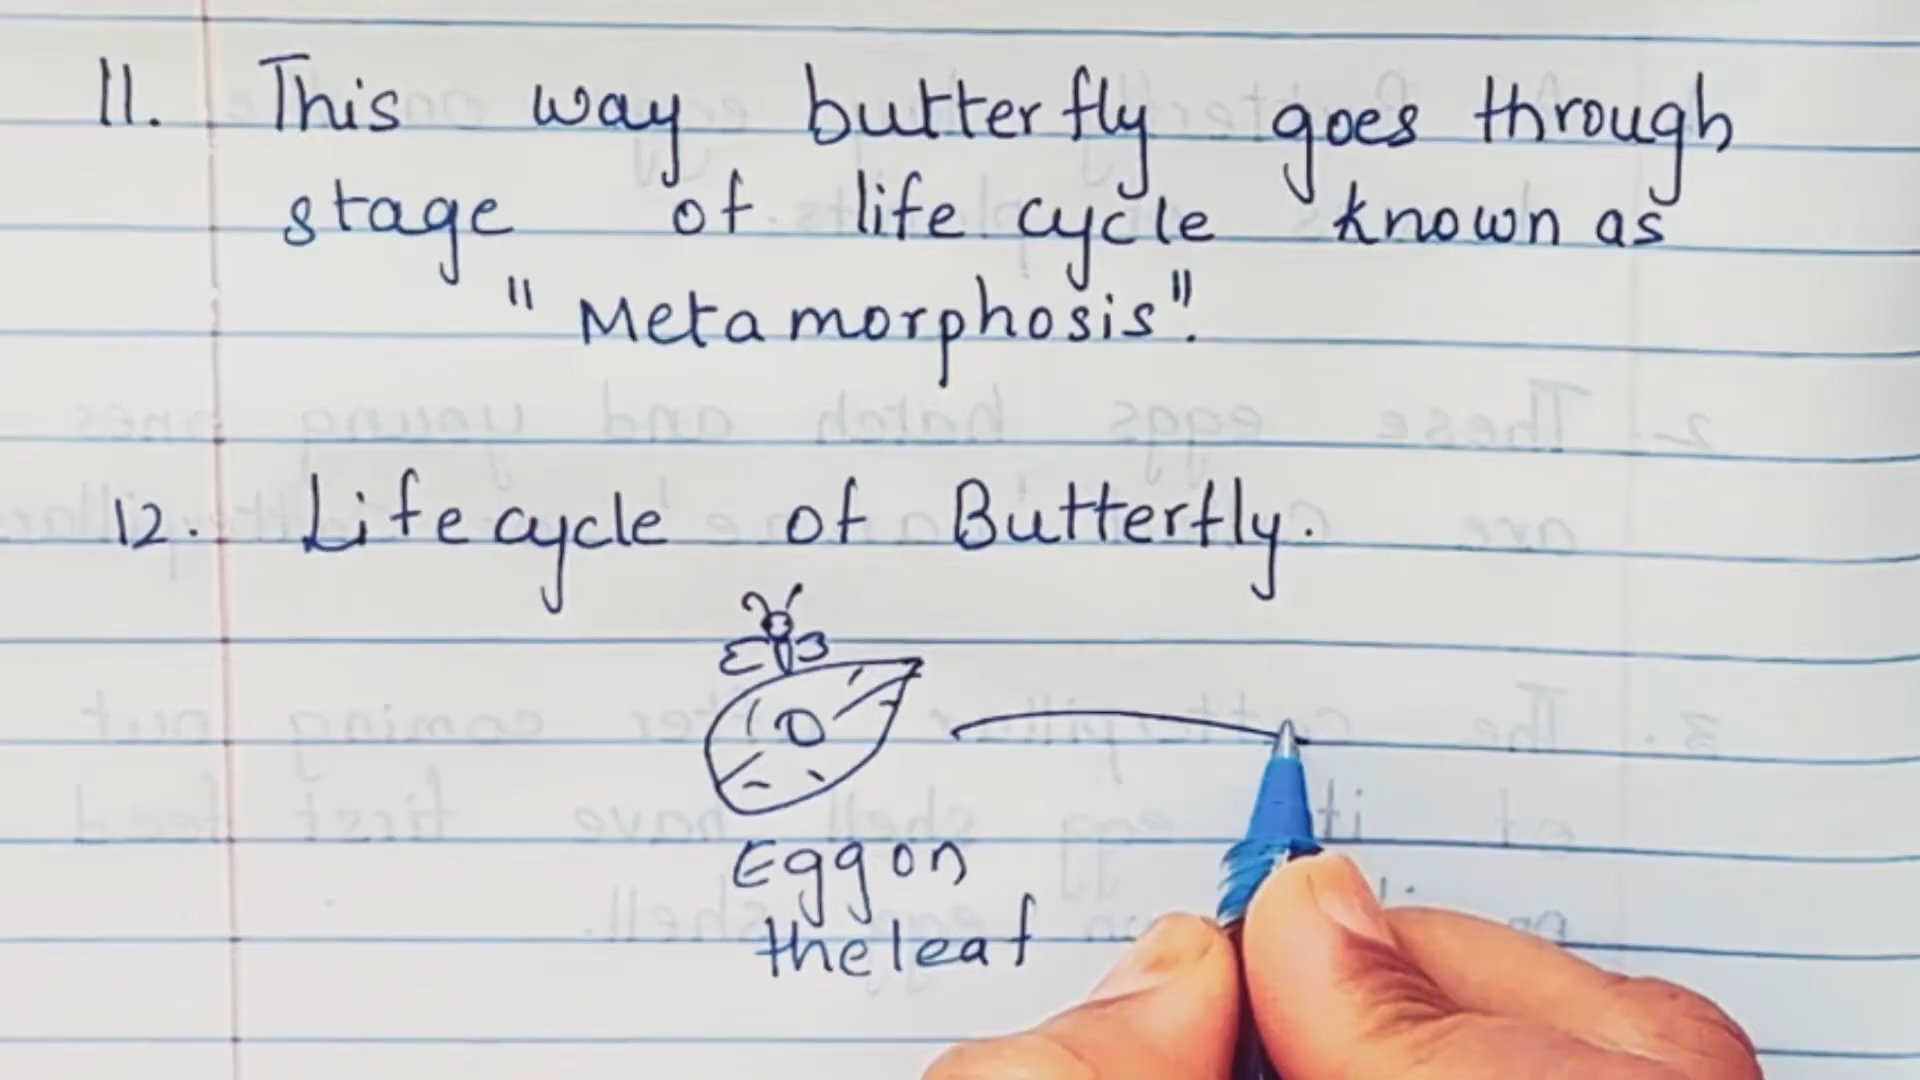 11. This way butterfly goes through
stage of life cycle known as
"Metamorphosis".
12. Life cycle of Butterfly.
Egg on
the leaf